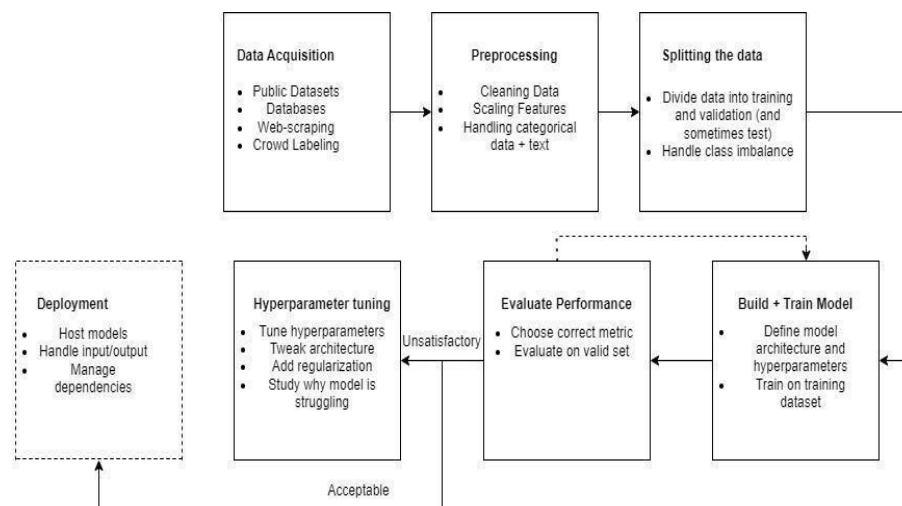 Data Acquisition
Public Datasets
Databases
Web-scraping
Crowd Labeling
Preprocessing
Cleaning Data
Scaling Features
Handling categorical
data + text
Splitting the data
Divide data into training
and validation (and
sometimes test)
Handle class imbalance
Deployment
Host models
Handle input/output
Manage
dependencies
Hyperparameter tuning
Tune hyperparameters
Tweak architecture
Add regularization
Study why model is
struggling
Unsatisfactory
Evaluate Performance
Choose correct metric
Evaluate on valid set
Build + Train Model
Define model
architecture and
hyperparameters
Train on training
dataset
Acceptable